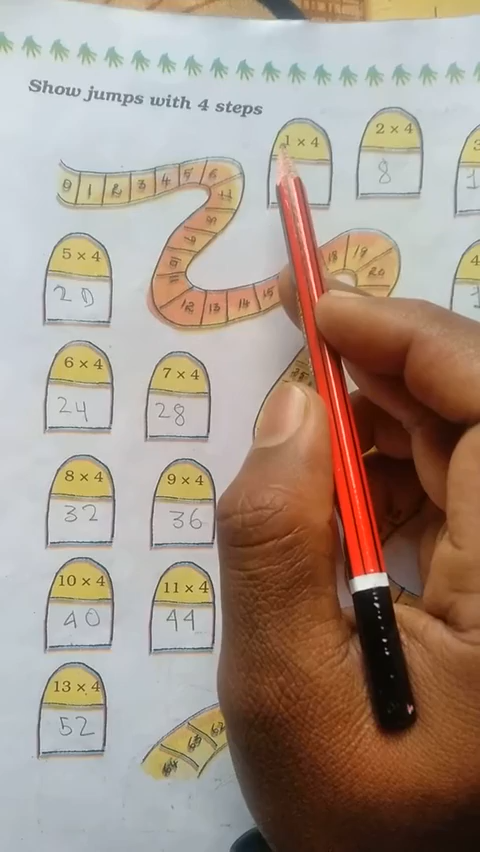 Show jumps with 4 steps
1 × 4
2 × 4
8
0 1 2 3 4 5 6
12 13 14 15
18 19 20
5 × 4
20
6 × 4
24
7 × 4
28
8 × 4
32
9 × 4
36
10 × 4
40
11 × 4
44
13 × 4
52